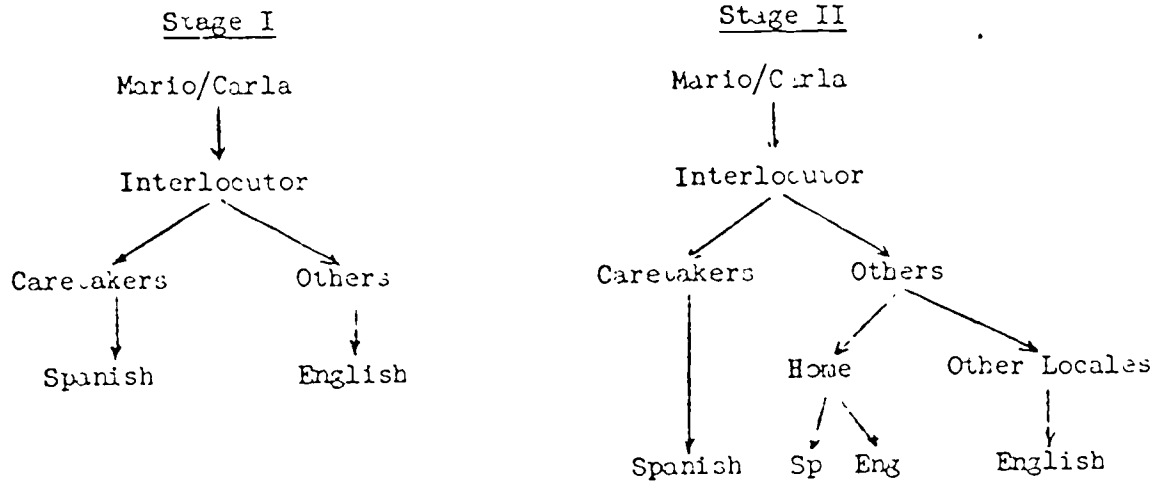 Stage I
Mario/Carla
Interlocutor
Caretakers Others
Spanish English
Stage II
Mario/Carla
Interlocutor
Caretakers Others
Home Other Locales
Spanish Sp Eng English